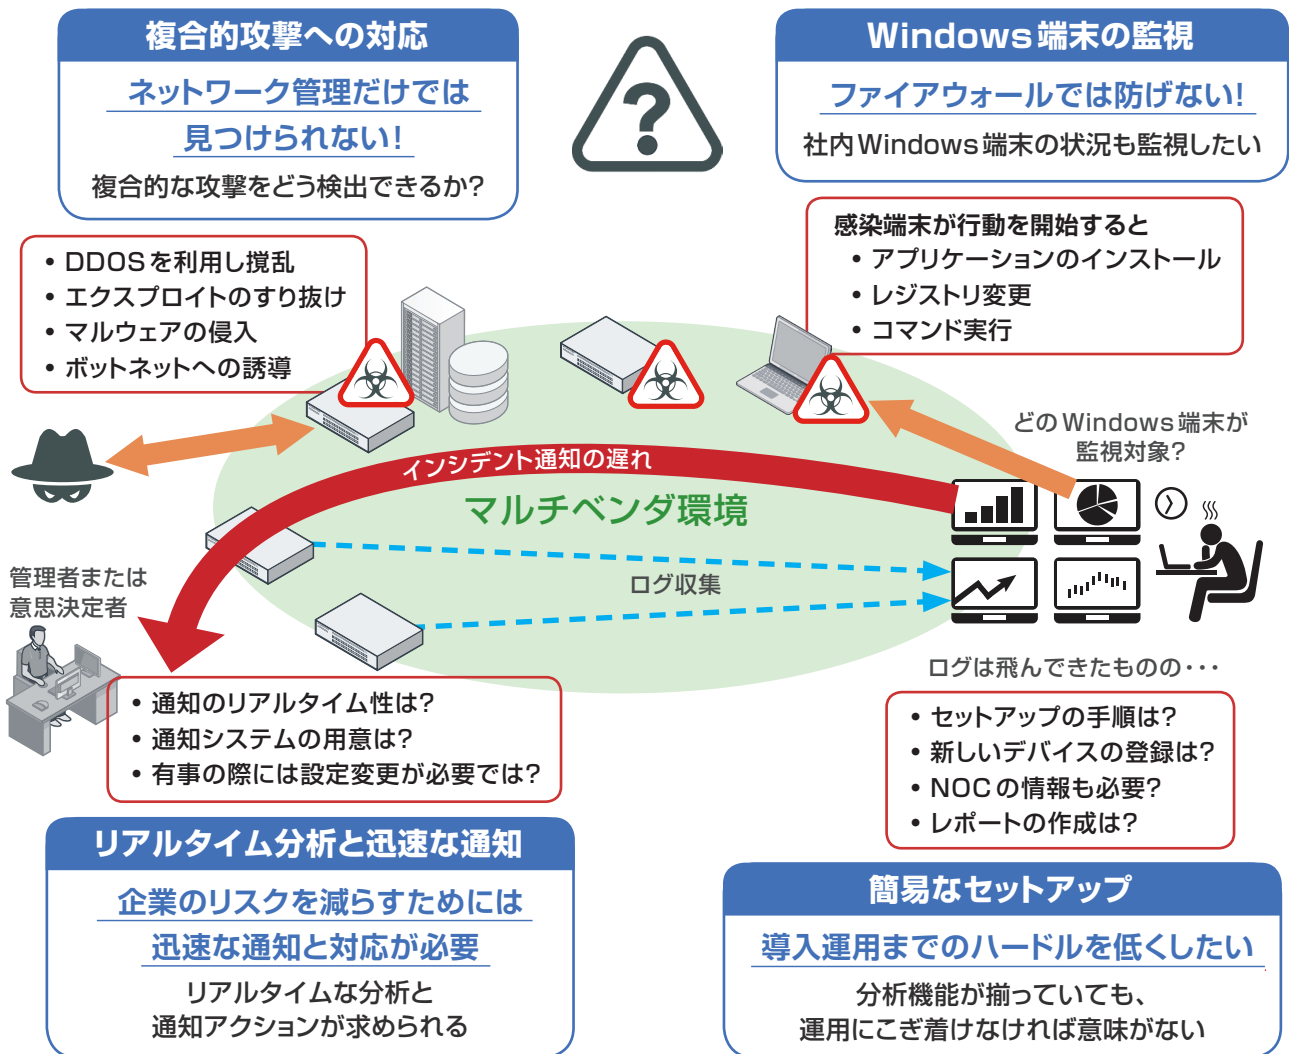 複合的攻撃への対応
ネットワーク管理だけでは
見つけられない！
複合的な攻撃をどう検出できるか？
?
Windows端末の監視
ファイアウォールでは防げない！
社内Windows端末の状況も監視したい
• DDOSを利用し撹乱
• エクスプロイトのすり抜け
• マルウェアの侵入
• ボットネットへの誘導
感染端末が行動を開始すると
• アプリケーションのインストール
• レジストリ変更
• コマンド実行
どのWindows端末が
監視対象？
インシデント通知の遅れ
マルチベンダ環境
ログ収集
管理者または
意思決定者
ログは飛んできたものの・・・
• 通知のリアルタイム性は？
• 通知システムの用意は？
• 有事の際には設定変更が必要では？
• セットアップの手順は？
• 新しいデバイスの登録は？
• NOCの情報も必要？
• レポートの作成は？
リアルタイム分析と迅速な通知
企業のリスクを減らすためには
迅速な通知と対応が必要
リアルタイムな分析と
通知アクションが求められる
簡易なセットアップ
導入運用までのハードルを低くしたい
分析機能が揃っていても、
運用にこぎ着けなければ意味がない